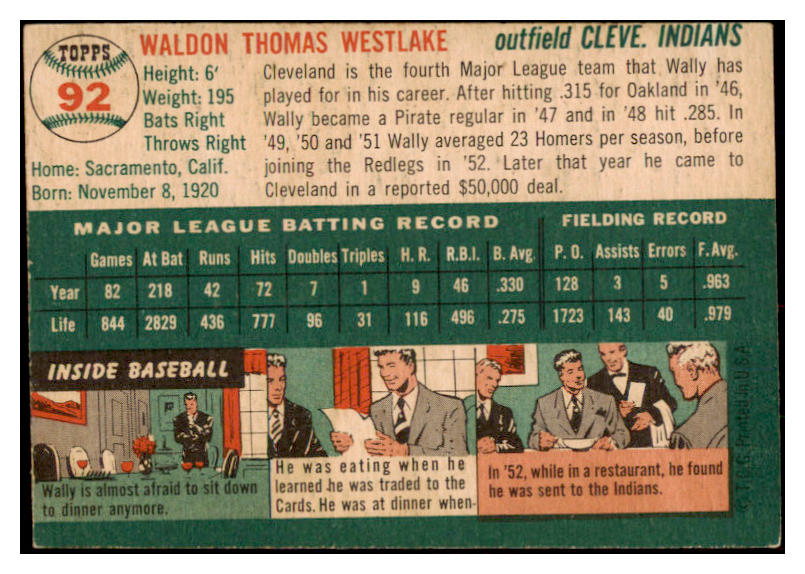 TOPPS
92
WALDON THOMAS WESTLAKE
outfield CLEVE. INDIANS
Height: 6'
Weight: 195
Bats Right
Throws Right
Home: Sacramento, Calif.
Born: November 8, 1920
Cleveland is the fourth Major League team that Wally has
played for in his career. After hitting .315 for Oakland in '46,
Wally became a Pirate regular in '47 and in '48 hit .285. In
'49, '50 and '51 Wally averaged 23 Homers per season, before
joining the Redlegs in '52. Later that year he came to
Cleveland in a reported $50,000 deal.
MAJOR LEAGUE BATTING RECORD FIELDING RECORD
Games At Bat Runs Hits Doubles Triples H. R. R.B.I. B. Avg. P. O. Assists Errors F. Avg.
Year 82 218 42 72 7 1 9 46 .330 128 3 5 .963
Life 844 2829 436 777 96 31 116 496 .275 1723 143 40 .979
INSIDE BASEBALL
Wally is almost afraid to sit down
to dinner anymore.
He was eating when he
learned he was traded to the
Cards. He was at dinner when-
In '52, while in a restaurant, he found
he was sent to the Indians.
© T. C. G. Printed in U.S.A.